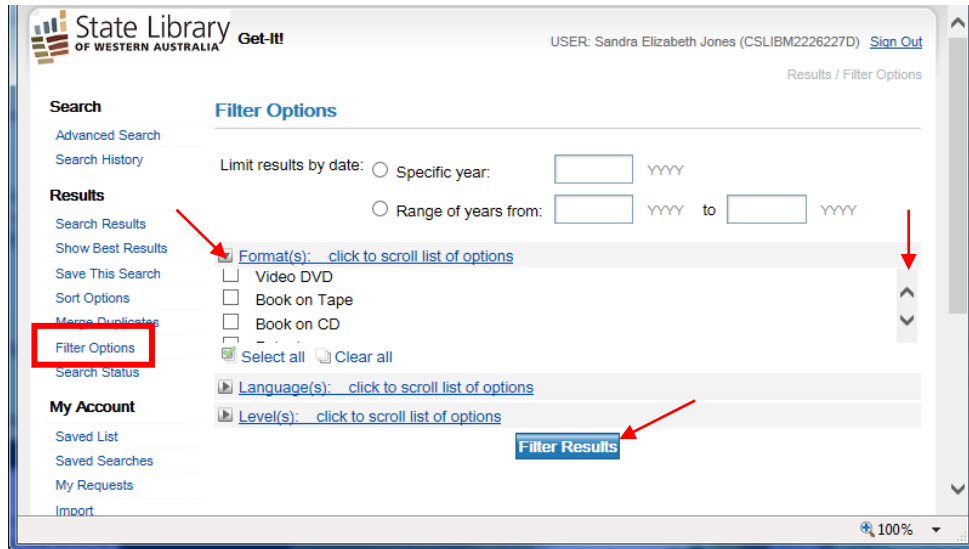 State Library
OF WESTERN AUSTRALIA
Get-It!
USER: Sandra Elizabeth Jones (CSLIBM2226227D) Sign Out
Results / Filter Options
Search
Advanced Search
Search History
Results
Search Results
Show Best Results
Save This Search
Sort Options
Merge Duplicates
Filter Options
Search Status
My Account
Saved List
Saved Searches
My Requests
Import
Filter Options
Limit results by date: Specific year: YYYY
Range of years from: YYYY to YYYY
Format(s): click to scroll list of options
Video DVD
Book on Tape
Book on CD
Select all Clear all
Language(s): click to scroll list of options
Level(s): click to scroll list of options
Filter Results
100%